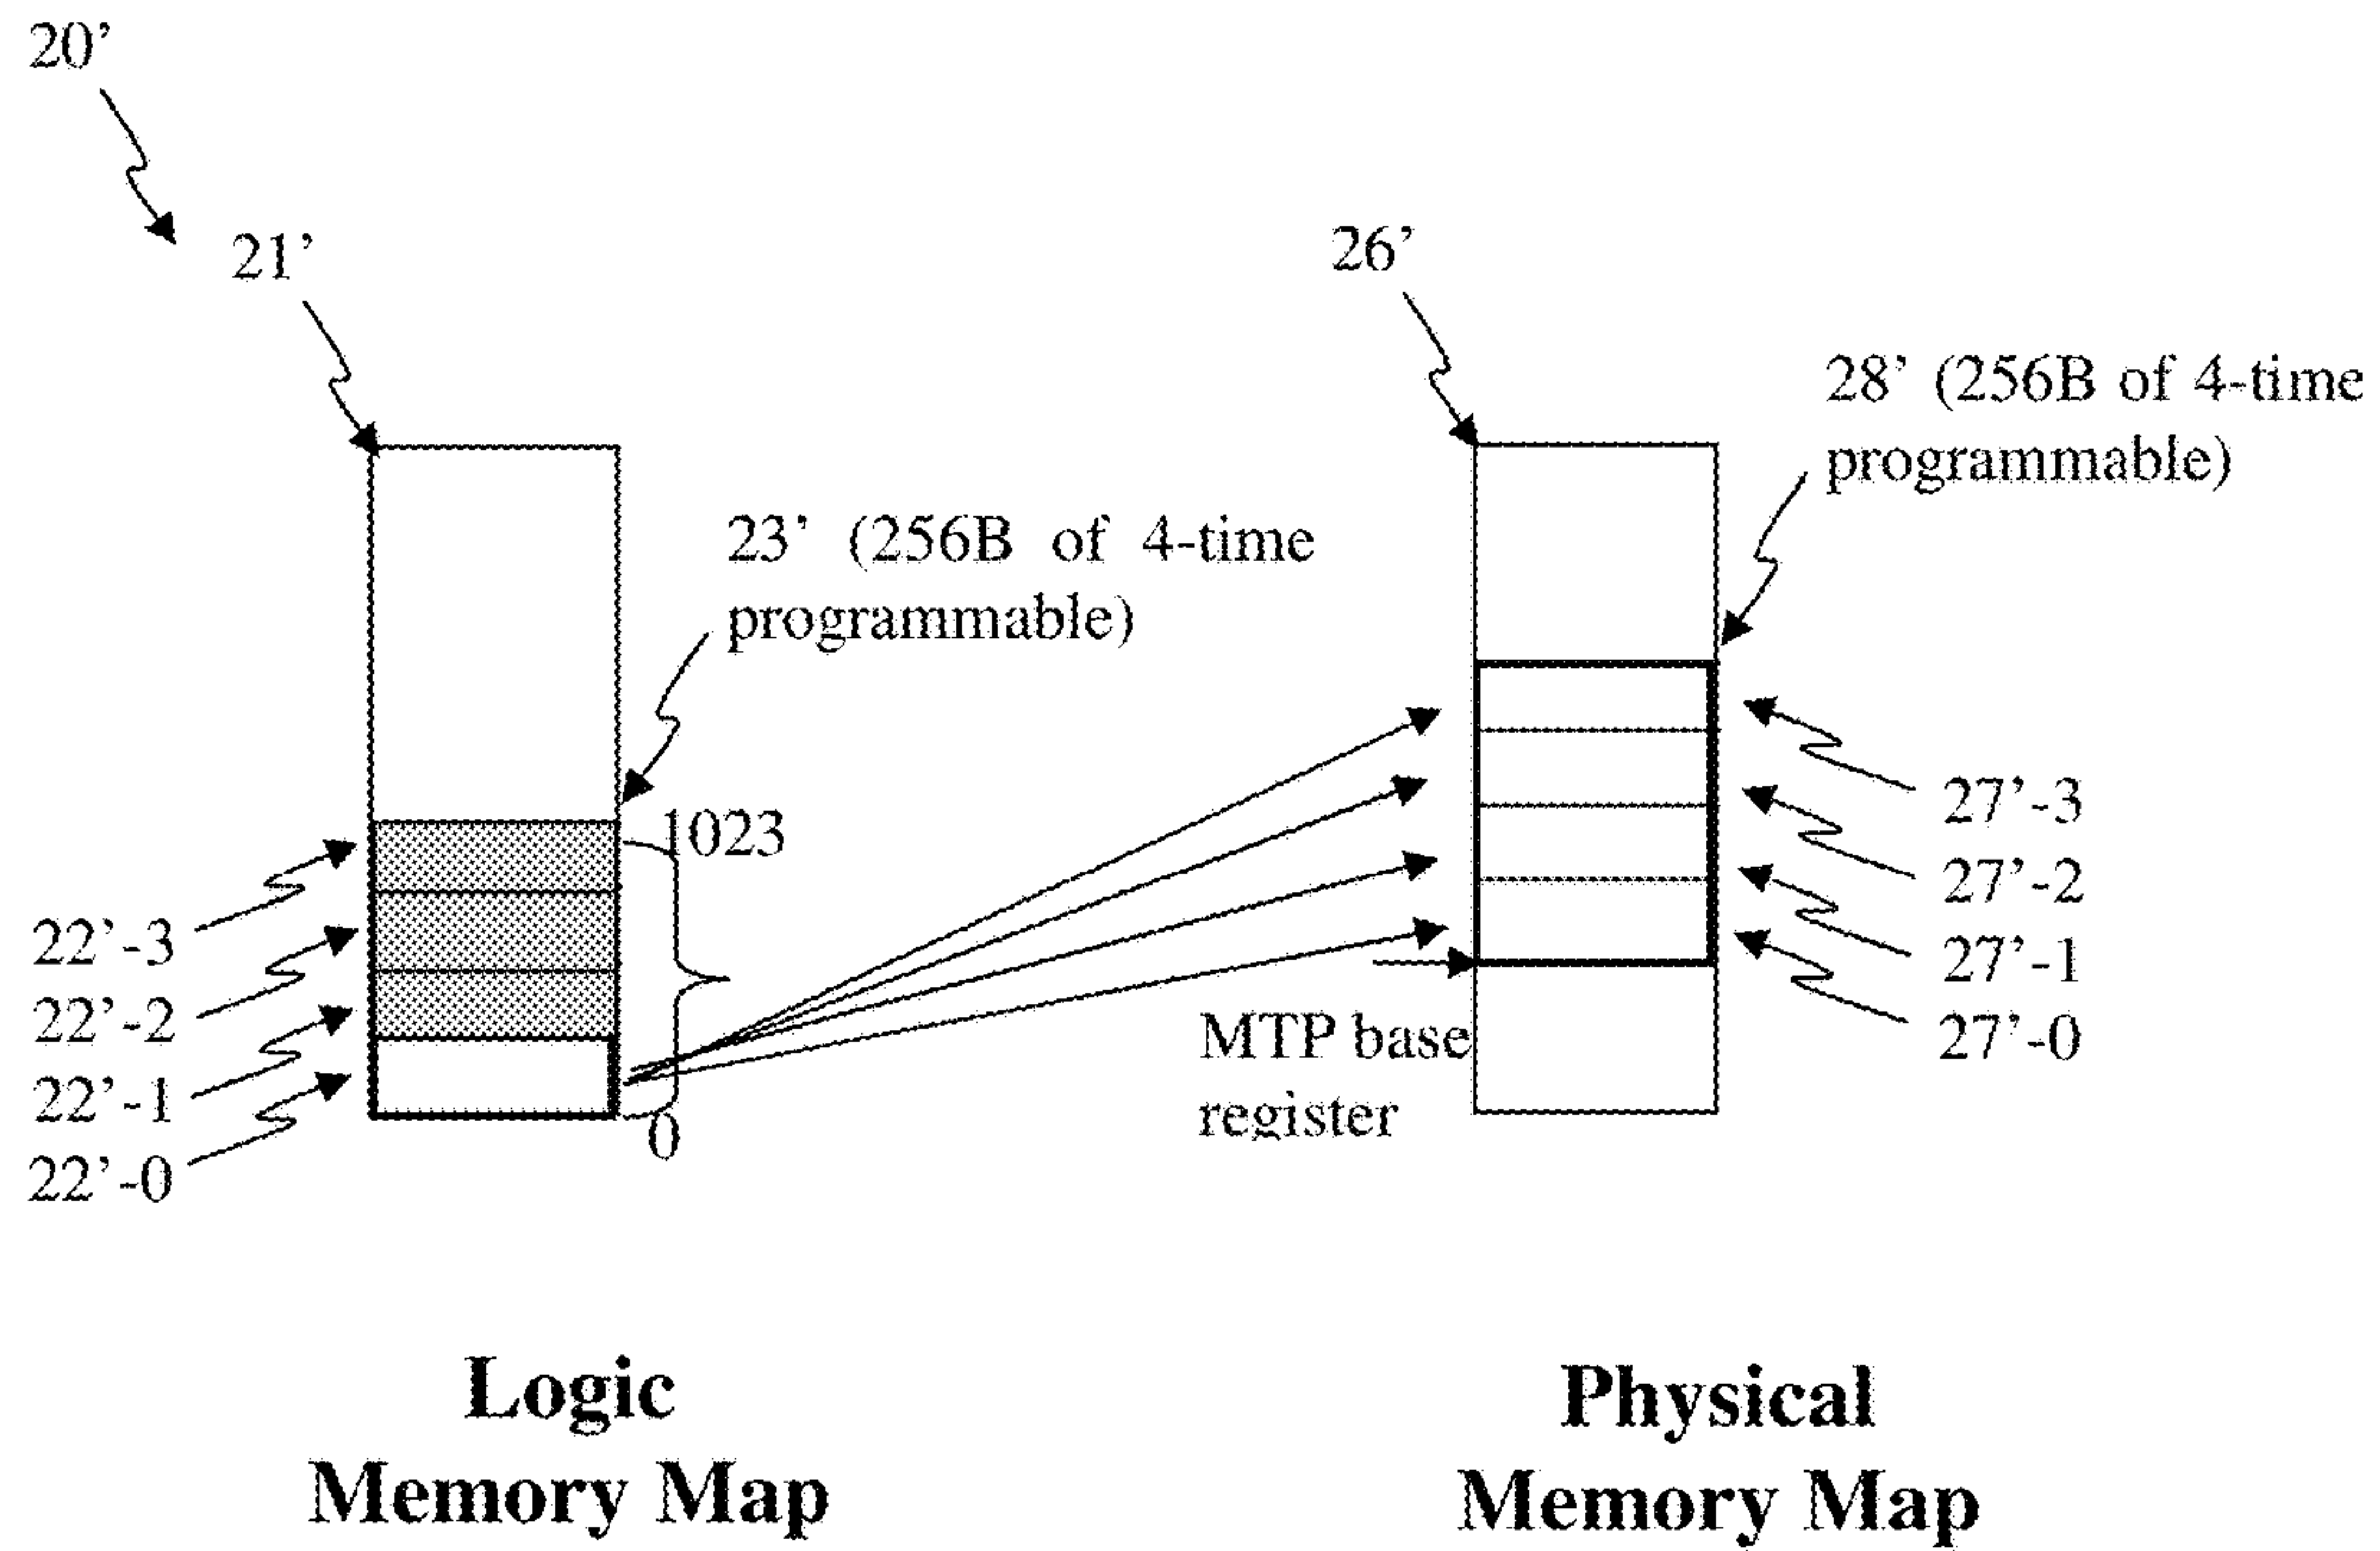 20’
21’
26’
28’ (256B of 4-time
programmable)
23’ (256B of 4-time
programmable)
1023
22’-3
22’-2
22’-1
22’-0
0
27’-3
27’-2
27’-1
27’-0
MTP base
register
Logic
Memory Map
Physical
Memory Map